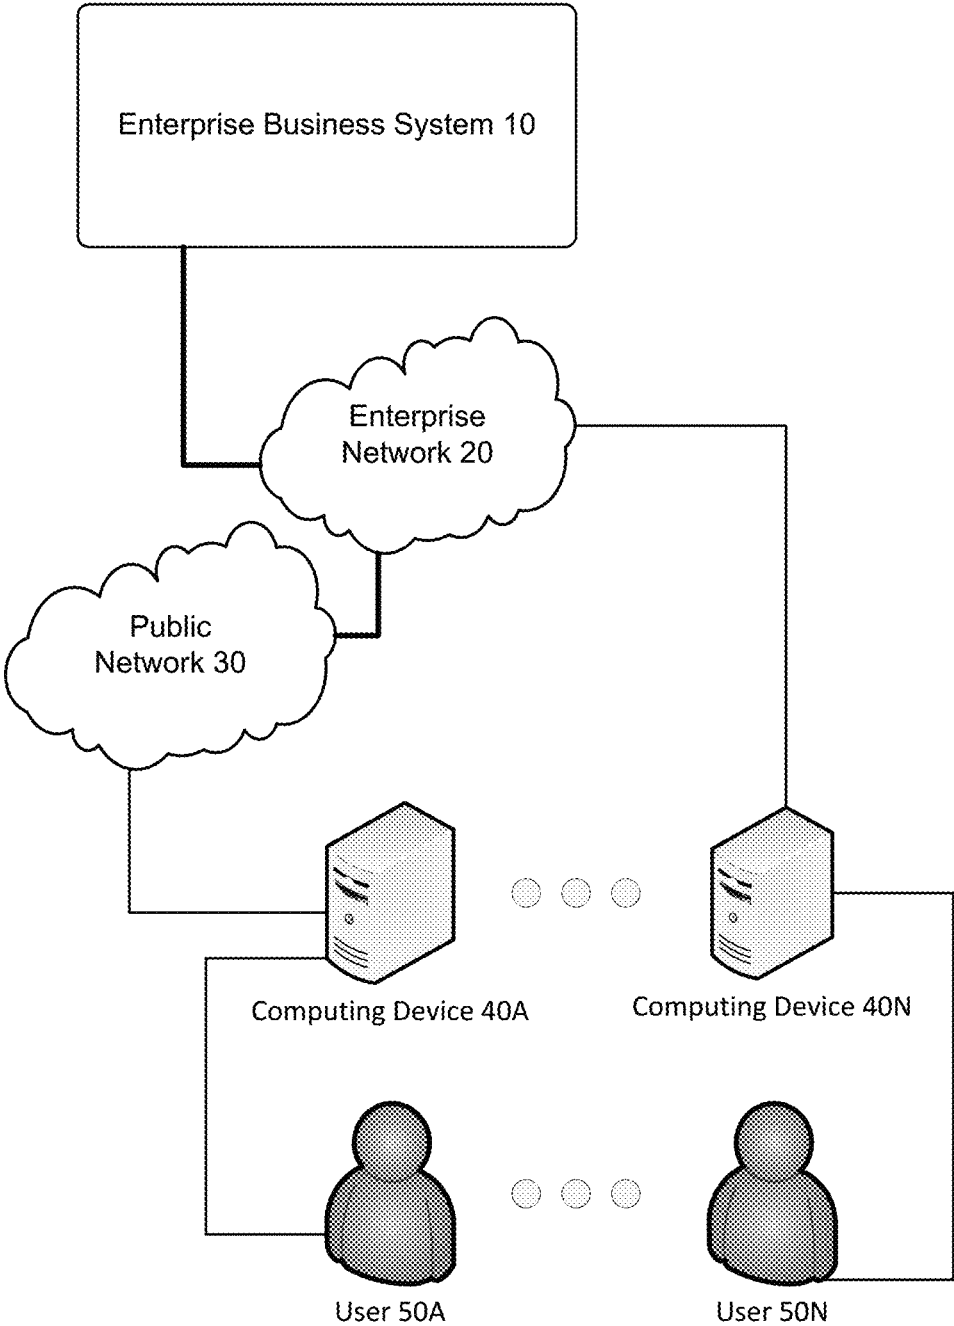 Enterprise Business System 10
Enterprise
Network 20
Public
Network 30
Computing Device 40A
Computing Device 40N
User 50A
User 50N